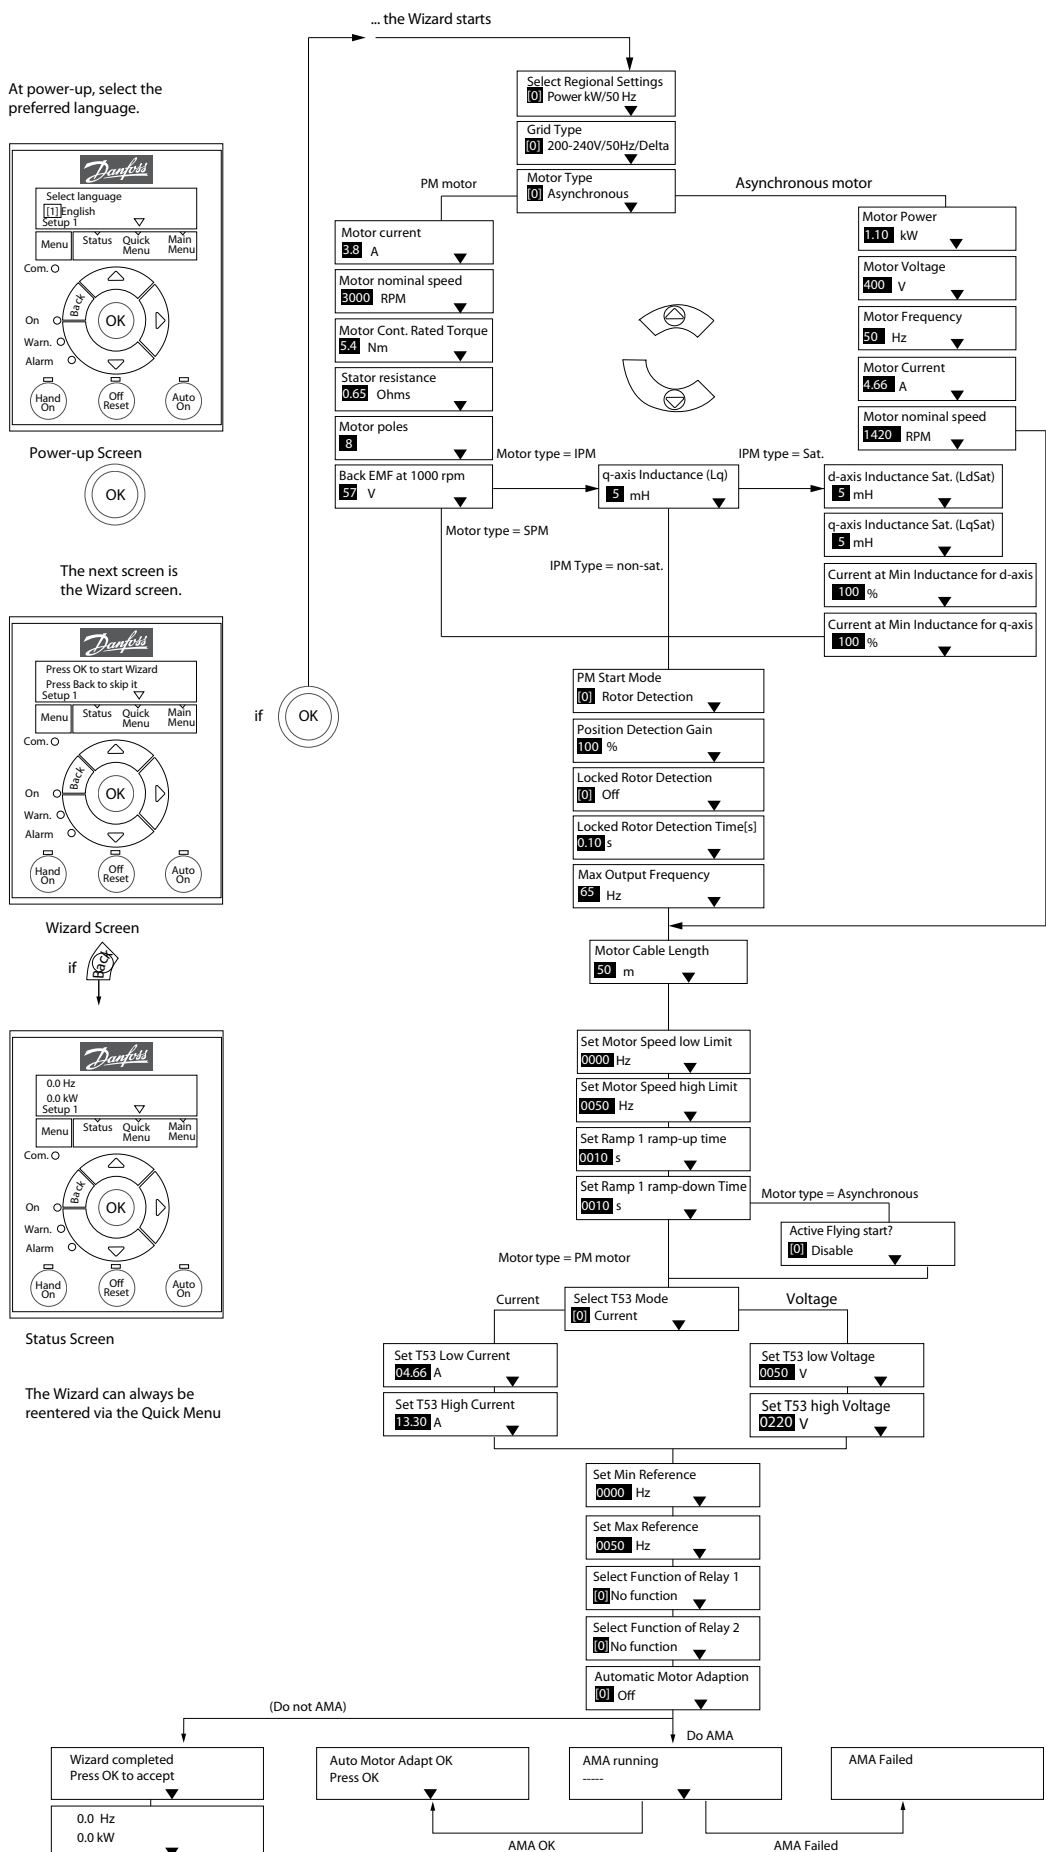 ... the Wizard starts
At power-up, select the
preferred language.
Danfoss
Select language
[1] English
Setup 1
Menu
Status
Quick
Menu
Main
Menu
Com.
Back
OK
On
Warn.
Alarm
Hand
On
Off
Reset
Auto
On
Power-up Screen
OK
The next screen is
the Wizard screen.
Danfoss
Press OK to start Wizard
Press Back to skip it
Setup 1
Menu
Status
Quick
Menu
Main
Menu
Com.
Back
OK
On
Warn.
Alarm
Hand
On
Off
Reset
Auto
On
Wizard Screen
if
Back
if
OK
Danfoss
0.0 Hz
0.0 kW
Setup 1
Menu
Status
Quick
Menu
Main
Menu
Com.
Back
OK
On
Warn.
Alarm
Hand
On
Off
Reset
Auto
On
Status Screen
The Wizard can always be
reentered via the Quick Menu
Select Regional Settings
[0] Power kW/50 Hz
Grid Type
[0] 200-240V/50Hz/Delta
Motor Type
[0] Asynchronous
PM motor
Asynchronous motor
Motor current
3.8 A
Motor nominal speed
3000 RPM
Motor Cont. Rated Torque
5.4 Nm
Stator resistance
0.65 Ohms
Motor poles
8
Back EMF at 1000 rpm
57 V
Motor Power
1.10 kW
Motor Voltage
400 V
Motor Frequency
50 Hz
Motor Current
4.66 A
Motor nominal speed
1420 RPM
Motor type = IPM
q-axis Inductance (Lq)
5 mH
IPM type = Sat.
d-axis Inductance Sat. (LdSat)
5 mH
q-axis Inductance Sat. (LqSat)
5 mH
Current at Min Inductance for d-axis
100 %
Current at Min Inductance for q-axis
100 %
Motor type = SPM
IPM Type = non-sat.
PM Start Mode
[0] Rotor Detection
Position Detection Gain
100 %
Locked Rotor Detection
[0] Off
Locked Rotor Detection Time[s]
0.10 s
Max Output Frequency
65 Hz
Motor Cable Length
50 m
Set Motor Speed low Limit
0000 Hz
Set Motor Speed high Limit
0050 Hz
Set Ramp 1 ramp-up time
0010 s
Set Ramp 1 ramp-down Time
0010 s
Motor type = Asynchronous
Active Flying start?
[0] Disable
Motor type = PM motor
Select T53 Mode
[0] Current
Current
Voltage
Set T53 Low Current
04.66 A
Set T53 High Current
13.30 A
Set T53 low Voltage
0050 V
Set T53 high Voltage
0220 V
Set Min Reference
0000 Hz
Set Max Reference
0050 Hz
Select Function of Relay 1
[0] No function
Select Function of Relay 2
[0] No function
Automatic Motor Adaption
[0] Off
(Do not AMA)
Do AMA
Wizard completed
Press OK to accept
0.0 Hz
0.0 kW
Auto Motor Adapt OK
Press OK
AMA running
-----
AMA Failed
AMA OK
AMA Failed